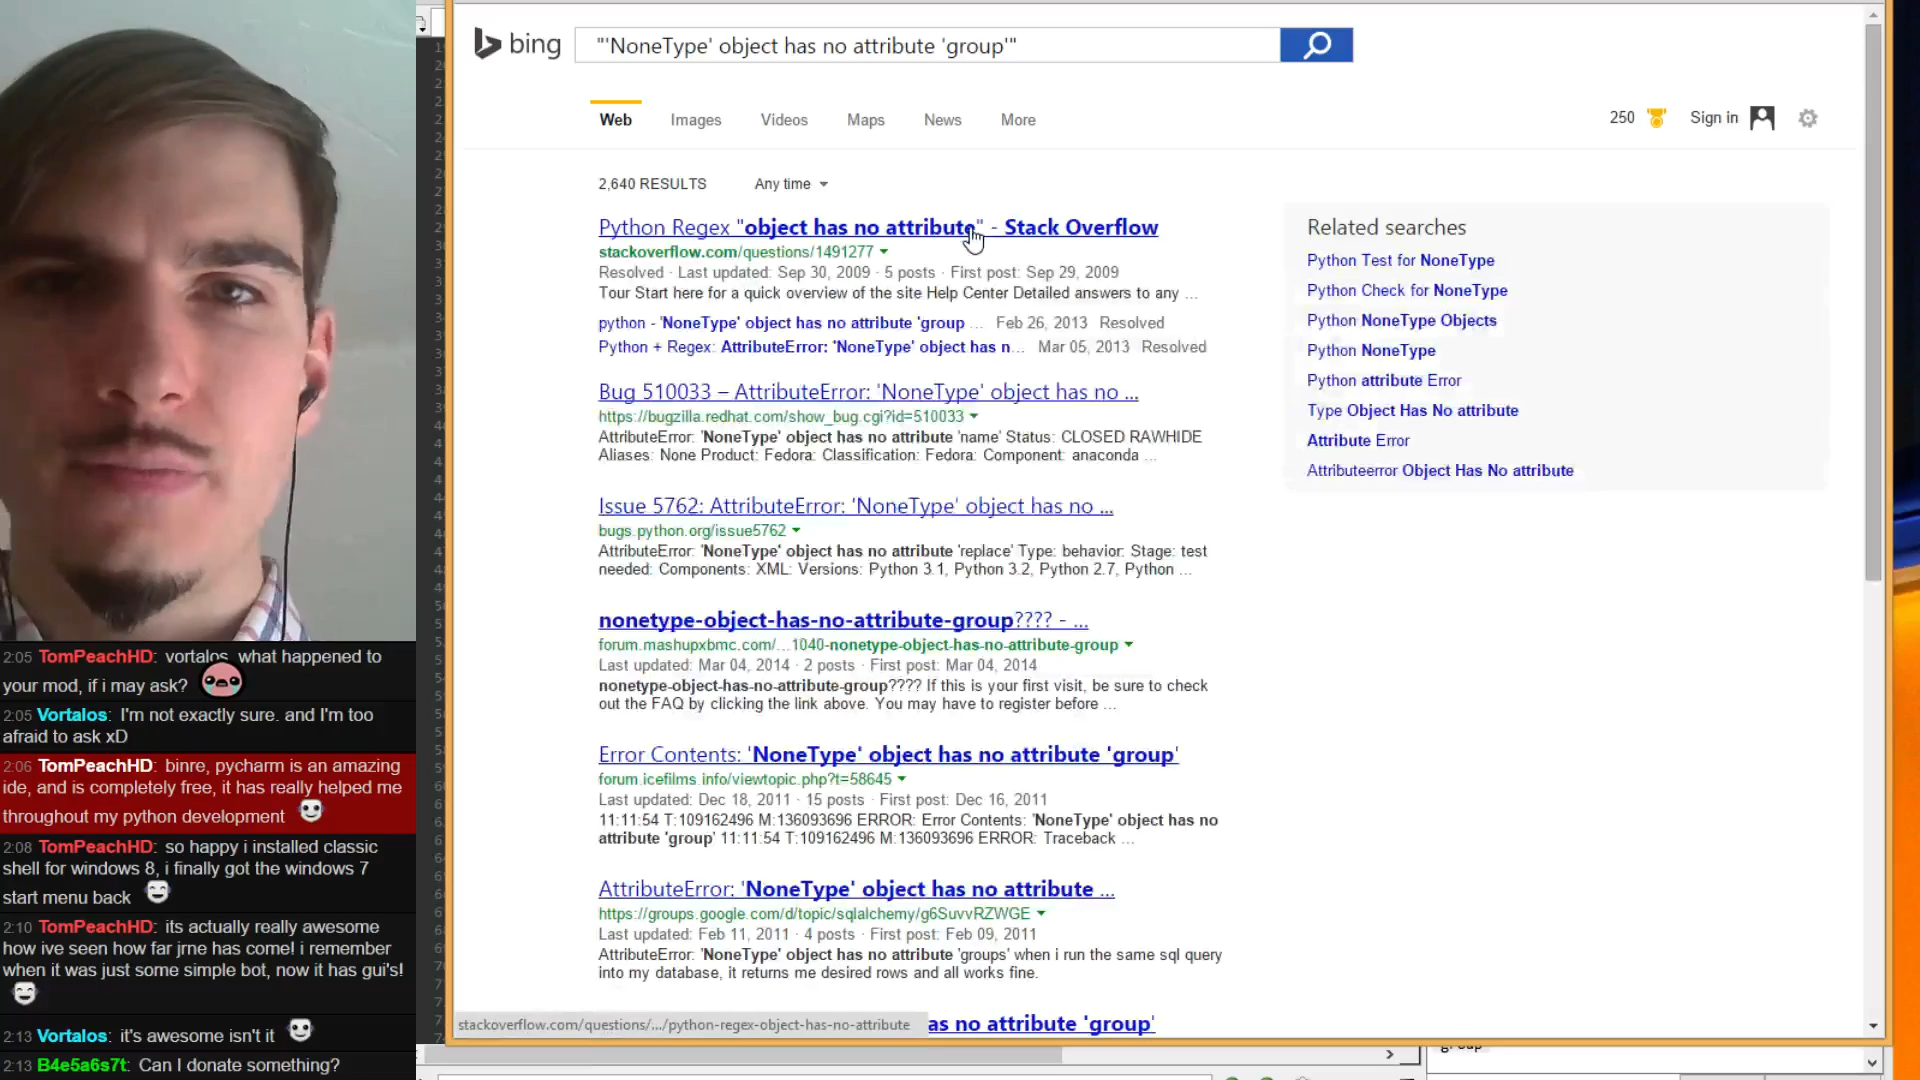 bing
"'NoneType' object has no attribute 'group'"
Web Images Videos Maps News More
250 Sign in
2,640 RESULTS Any time
Python Regex "object has no attribute" - Stack Overflow
stackoverflow.com/questions/1491277
Resolved · Last updated: Sep 30, 2009 · 5 posts · First post: Sep 29, 2009
Tour Start here for a quick overview of the site Help Center Detailed answers to any ...
python - 'NoneType' object has no attribute 'group ... Feb 26, 2013 Resolved
Python + Regex: AttributeError: 'NoneType' object has n... Mar 05, 2013 Resolved
Bug 510033 – AttributeError: 'NoneType' object has no ...
https://bugzilla.redhat.com/show_bug.cgi?id=510033
AttributeError: 'NoneType' object has no attribute 'name' Status: CLOSED RAWHIDE
Aliases: None Product: Fedora: Classification: Fedora: Component: anaconda ...
Issue 5762: AttributeError: 'NoneType' object has no ...
bugs.python.org/issue5762
AttributeError: 'NoneType' object has no attribute 'replace' Type: behavior: Stage: test
needed: Components: XML: Versions: Python 3.1, Python 3.2, Python 2.7, Python ...
nonetype-object-has-no-attribute-group???? - ...
forum.mashupxbmc.com/...1040-nonetype-object-has-no-attribute-group
Last updated: Mar 04, 2014 · 2 posts · First post: Mar 04, 2014
nonetype-object-has-no-attribute-group???? If this is your first visit, be sure to check
out the FAQ by clicking the link above. You may have to register before ...
Error Contents: 'NoneType' object has no attribute 'group'
forum.icefilms.info/viewtopic.php?t=58645
Last updated: Dec 18, 2011 · 15 posts · First post: Dec 16, 2011
11:11:54 T:109162496 M:136093696 ERROR: Error Contents: 'NoneType' object has no
attribute 'group' 11:11:54 T:109162496 M:136093696 ERROR: Traceback ...
AttributeError: 'NoneType' object has no attribute ...
https://groups.google.com/d/topic/sqlalchemy/g6SuvvRZWGE
Last updated: Feb 11, 2011 · 4 posts · First post: Feb 09, 2011
AttributeError: 'NoneType' object has no attribute 'groups' when i run the same sql query
into my database, it returns me desired rows and all works fine.
as no attribute 'group'
stackoverflow.com/questions/.../python-regex-object-has-no-attribute
Related searches
Python Test for NoneType
Python Check for NoneType
Python NoneType Objects
Python NoneType
Python attribute Error
Type Object Has No attribute
Attribute Error
Attributeerror Object Has No attribute
2:05 TomPeachHD: vortalos, what happened to
your mod, if i may ask?
2:05 Vortalos: I'm not exactly sure. and I'm too
afraid to ask xD
2:06 TomPeachHD: binre, pycharm is an amazing
ide, and is completely free, it has really helped me
throughout my python development
2:08 TomPeachHD: so happy i installed classic
shell for windows 8, i finally got the windows 7
start menu back
2:10 TomPeachHD: its actually really awesome
how ive seen how far jrne has come! i remember
when it was just some simple bot, now it has gui's!
2:13 Vortalos: it's awesome isn't it
2:13 B4e5a6s7t: Can I donate something?